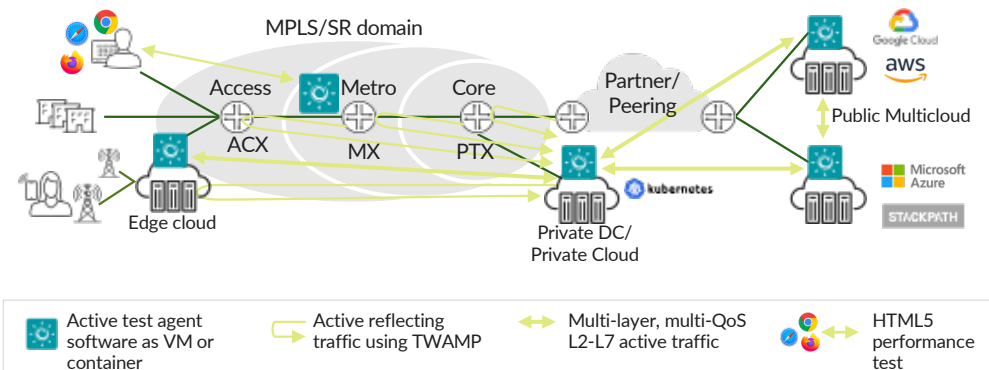 MPLS/SR domain
Access
Metro
Core
ACX
MX
PTX
Partner/
Peering
Google Cloud
aws
Public Multicloud
Microsoft
Azure
STACKPATH
kubernetes
Edge cloud
Private DC/
Private Cloud
Active test agent
software as VM or
container
Active reflecting
traffic using TWAMP
Multi-layer, multi-QoS
L2-L7 active traffic
HTML5
performance
test